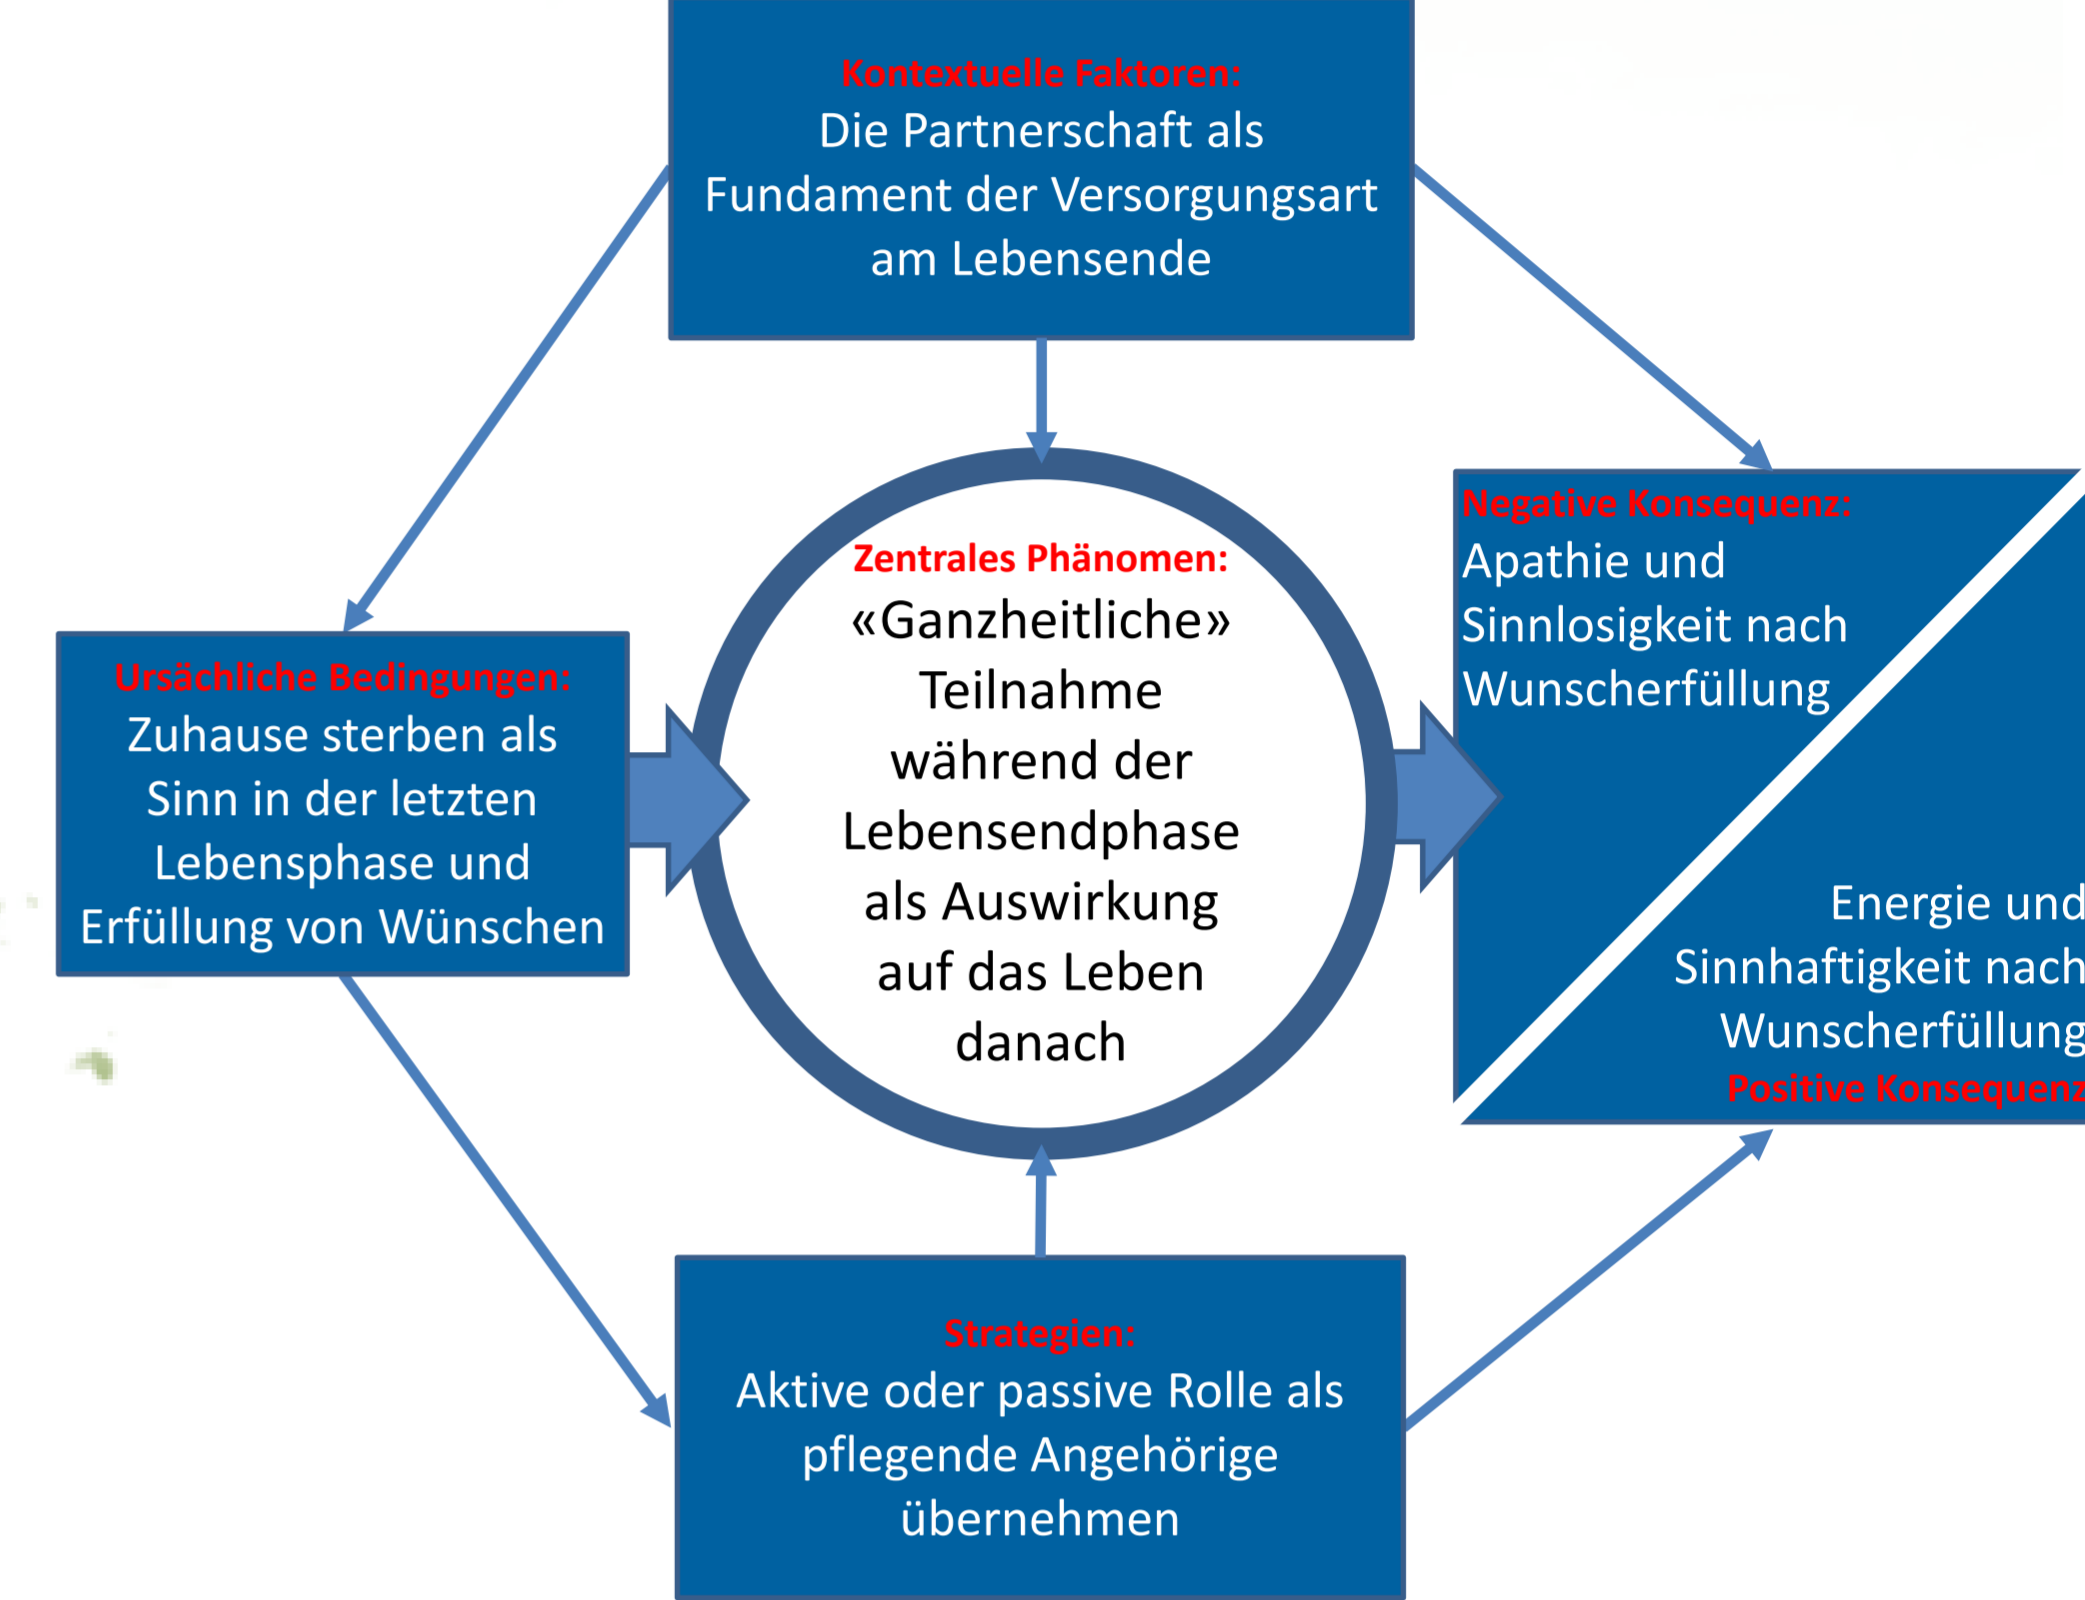 Kontextuelle Faktoren:
Die Partnerschaft als
Fundament der Versorgungsart
am Lebensende
Ursächliche Bedingungen:
Zuhause sterben als
Sinn in der letzten
Lebensphase und
Erfüllung von Wünschen
Zentrales Phänomen:
«Ganzheitliche»
Teilnahme
während der
Lebensendphase
als Auswirkung
auf das Leben
danach
Negative Konsequenz:
Apathie und
Sinnlosigkeit nach
Wunscherfüllung
Energie und
Sinnhaftigkeit nach
Wunscherfüllung
Positive Konsequenz
Strategien:
Aktive oder passive Rolle als
pflegende Angehörige
übernehmen